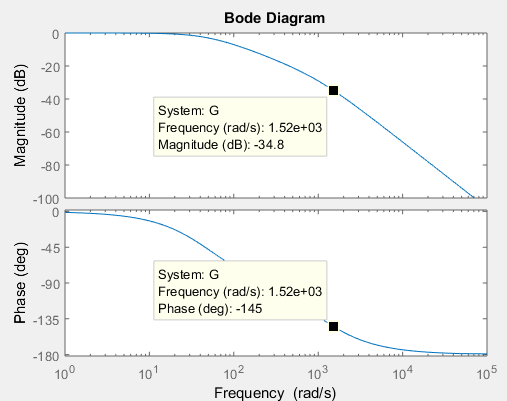 Bode Diagram
Magnitude (dB)
0
-20
-40
-60
-80
-100
System: G
Frequency (rad/s): 1.52e+03
Magnitude (dB): -34.8
Phase (deg)
0
-45
-90
-135
-180
System: G
Frequency (rad/s): 1.52e+03
Phase (deg): -145
10^0 10^1 10^2 10^3 10^4 10^5
Frequency (rad/s)